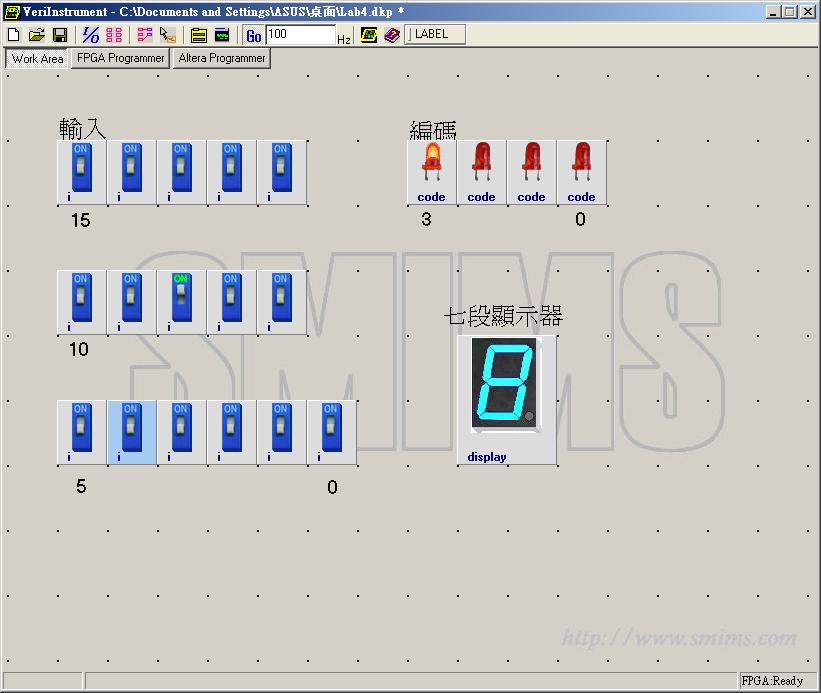 VeriInstrument - C:\Documents and Settings\ASUS\桌面\Lab4.dkp *
I/O Go 100 Hz LABEL
Work Area FPGA Programmer Altera Programmer
輸入 編碼
ON ON ON ON ON
i i i i i code code code code
15 3 0
SMIMS
ON ON ON ON ON
i i i i i
10
七段顯示器
8
ON ON ON ON ON ON
i i i i i i display
5 0
http://www.smims.com
FPGA:Ready